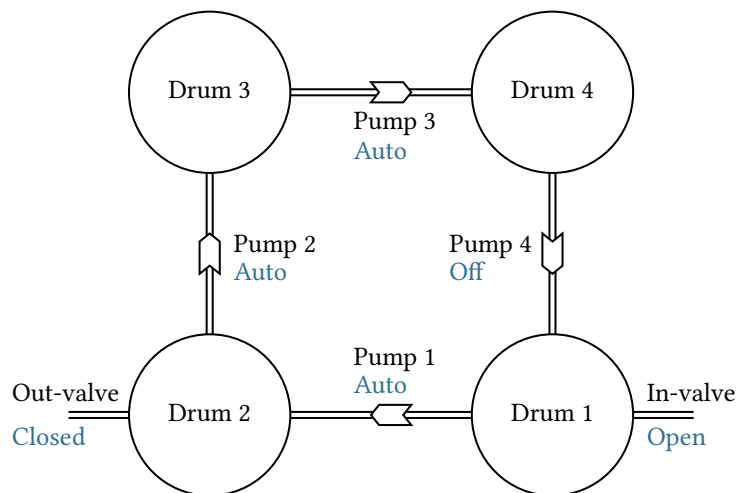 Drum 3
Drum 4
Pump 3
Auto
Pump 2
Auto
Pump 4
Off
Pump 1
Auto
Out-valve
Closed
Drum 2
Drum 1
In-valve
Open